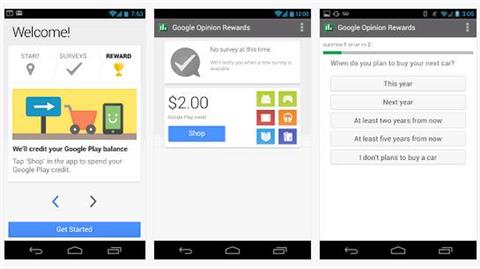 7:53
Welcome!
START
SURVEYS
REWARD
We'll credit your Google Play balance
Tap 'Shop' in the app to spend your
Google Play credit.
Get Started
12:03
Google Opinion Rewards
No survey at this time
We'll notify you when a new survey is
available
$2.00
Google Play credit
Shop
3:05
Google Opinion Rewards
question 1 of up to 2:
When do you plan to buy your next car?
This year
Next year
At least two years from now
At least five years from now
I don't plans to buy a car